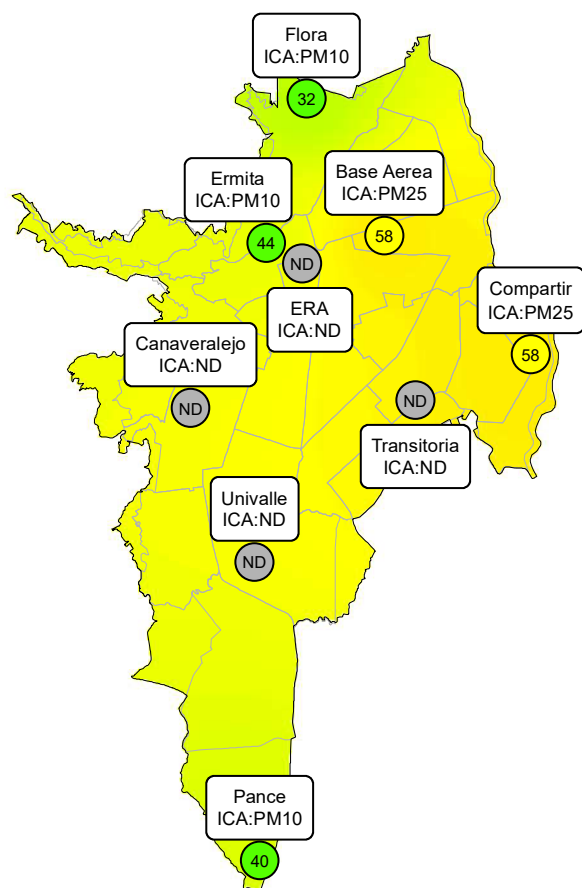 Flora
ICA:PM10
32
Ermita
ICA:PM10
44
Base Aerea
ICA:PM25
58
ND
ERA
ICA:ND
Compartir
ICA:PM25
58
Canaveralejo
ICA:ND
ND
ND
Transitoria
ICA:ND
Univalle
ICA:ND
ND
Pance
ICA:PM10
40